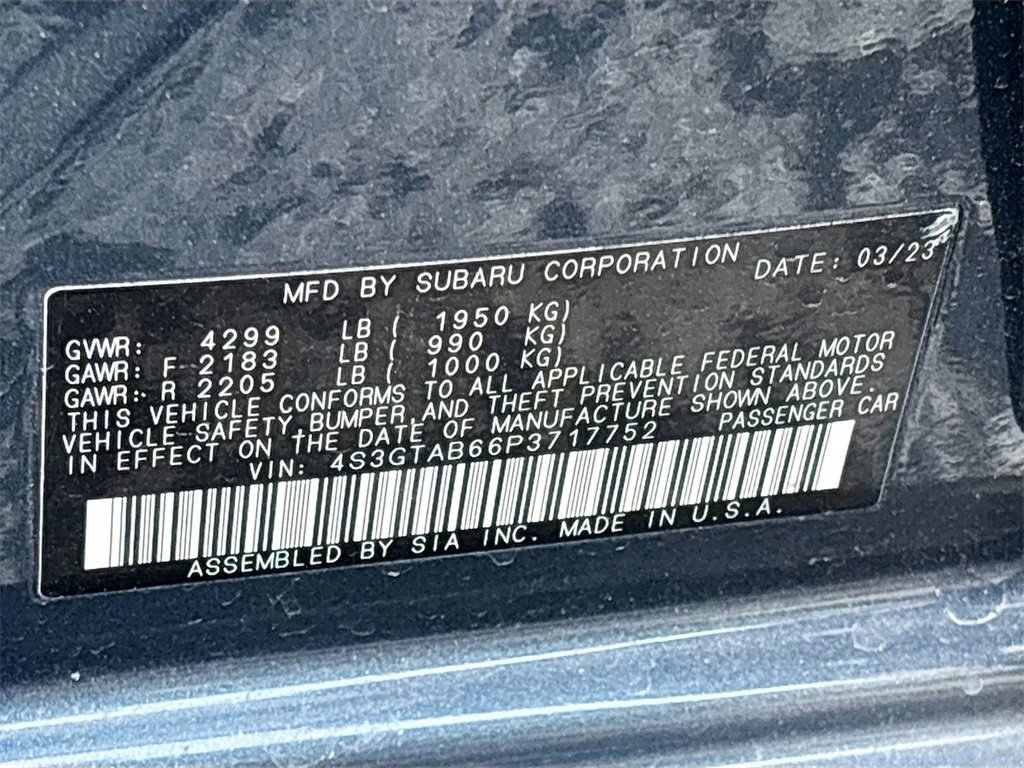 MFD BY SUBARU CORPORATION DATE: 03/23
GVWR: 4299 LB ( 1950 KG)
GAWR: F 2183 LB ( 990 KG)
GAWR: R 2205 LB ( 1000 KG)
THIS VEHICLE CONFORMS TO ALL APPLICABLE FEDERAL MOTOR
VEHICLE SAFETY, BUMPER, AND THEFT PREVENTION STANDARDS
IN EFFECT ON THE DATE OF MANUFACTURE SHOWN ABOVE.
VIN: 4S3GTAB66P3717752 PASSENGER CAR
ASSEMBLED BY SIA INC. MADE IN U.S.A.